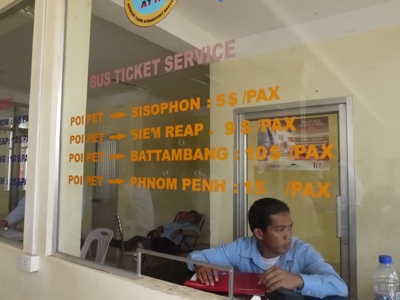 BUS TICKET SERVICE
POIPET → SISOPHON : 5$/PAX
POIPET → SIEM REAP . 9$/PAX
POIPET → BATTAMBANG : 10$/PAX
POIPET → PHNOM PENH : 15 /PAX